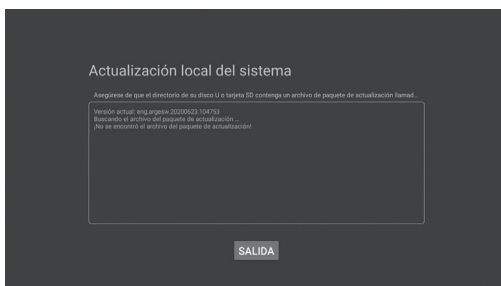 Actualización local del sistema
Asegúrese de que el directorio de su disco U o tarjeta SD contenga un archivo de paquete de actualización llamad...
Versión actual: eng.argesw.20200623.104753
Buscando el archivo del paquete de actualización ...
¡No se encontró el archivo del paquete de actualización!
SALIDA